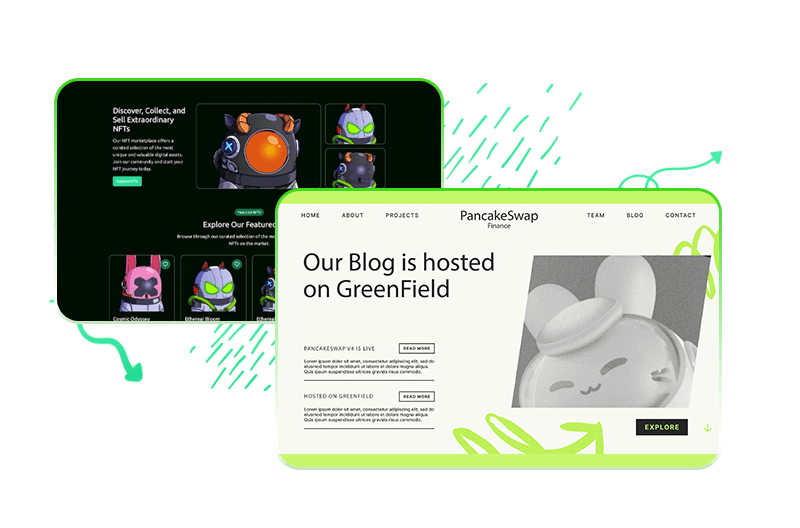 Discover, Collect, and
Sell Extraordinary
NFTs
Our NFT marketplace offers a
curated selection of the most
unique and valuable digital assets.
Join our community and start your
NFT journey today.
Explore NFTs
Featured NFTs
Explore Our Featured
Browse through our curated selection of the mo
NFTs on the market.
Cosmic Odyssey
Ethereal Bloom
HOME
ABOUT
PROJECTS
PancakeSwap
Finance
TEAM
BLOG
CONTACT
Our Blog is hosted
on GreenField
PANCAKESWAP V4 IS LIVE
READ MORE
Lorem ipsum dolor sit amet, consectetur adipiscing elit, sed do
eiusmod tempor incididunt ut labore et dolore magna aliqua.
Quis ipsum suspendisse ultrices gravida risus commodo.
HOSTED ON GREENFIELD
READ MORE
Lorem ipsum dolor sit amet, consectetur adipiscing elit, sed do
eiusmod tempor incididunt ut labore et dolore magna aliqua.
Quis ipsum suspendisse ultrices gravida risus commodo.
EXPLORE